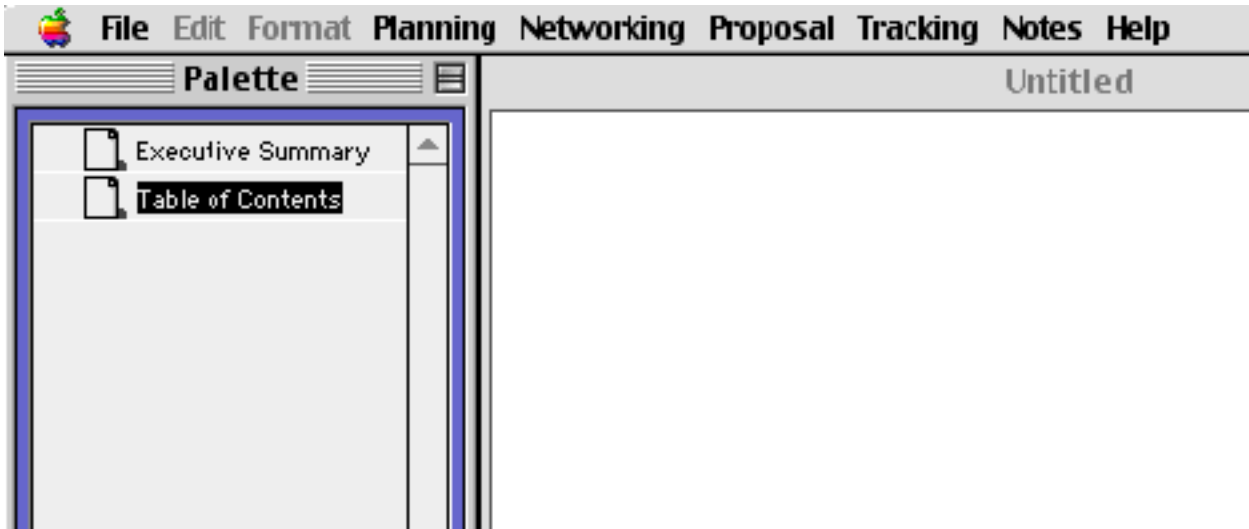 File Edit Format Planning Networking Proposal Tracking Notes Help
Palette
Untitled
Executive Summary
Table of Contents